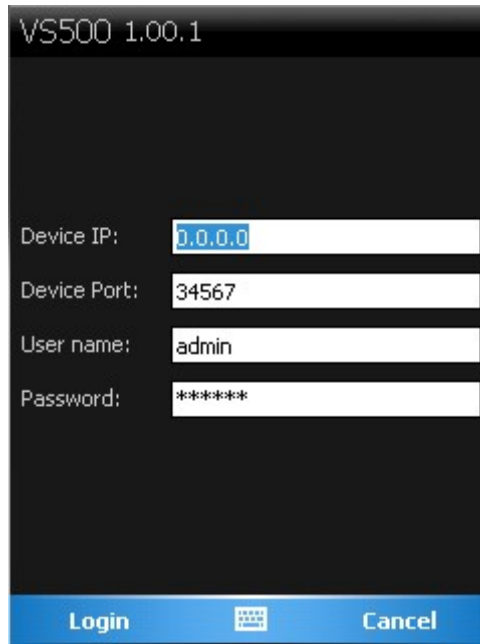 VS500 1.00.1
Device IP: 0.0.0.0
Device Port: 34567
User name: admin
Password: ******
Login Cancel